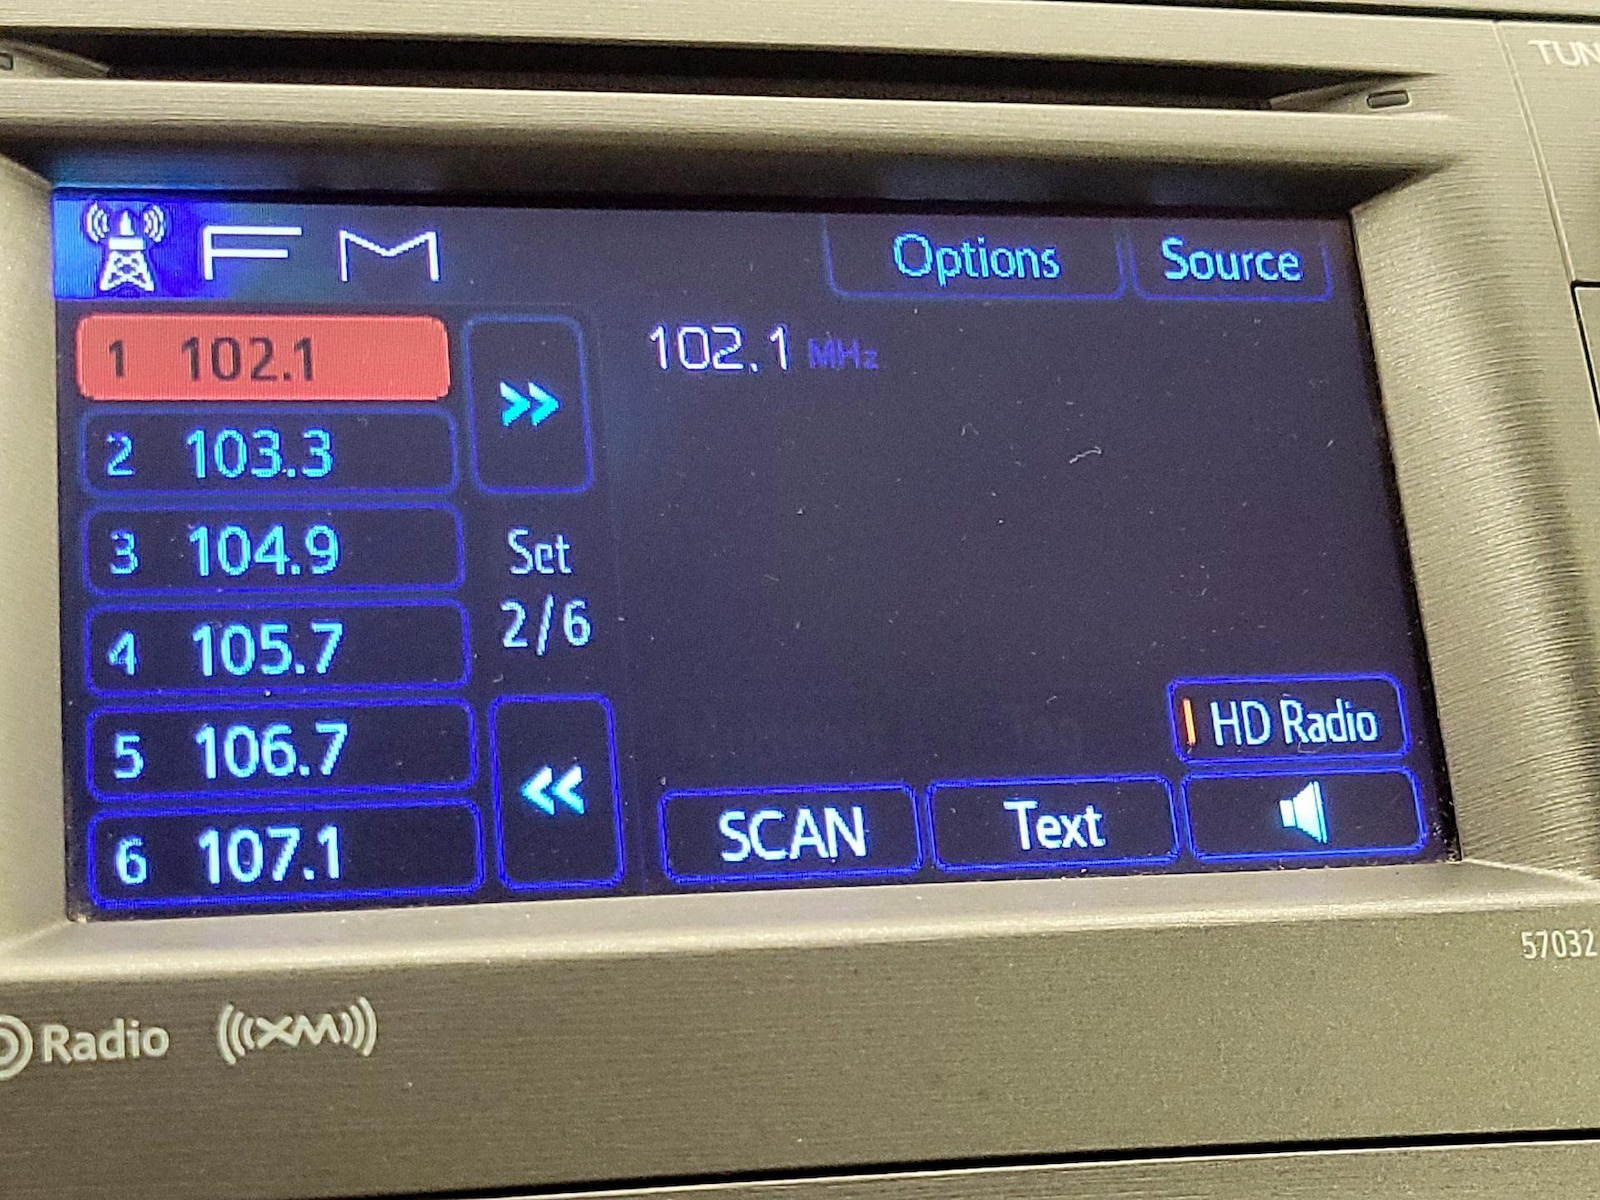 TUN
FM
Options
Source
1 102.1
2 103.3
3 104.9
4 105.7
5 106.7
6 107.1
>>
Set
2/6
<<
102.1 MHz
HD Radio
SCAN
Text
57032
Radio
((XM))